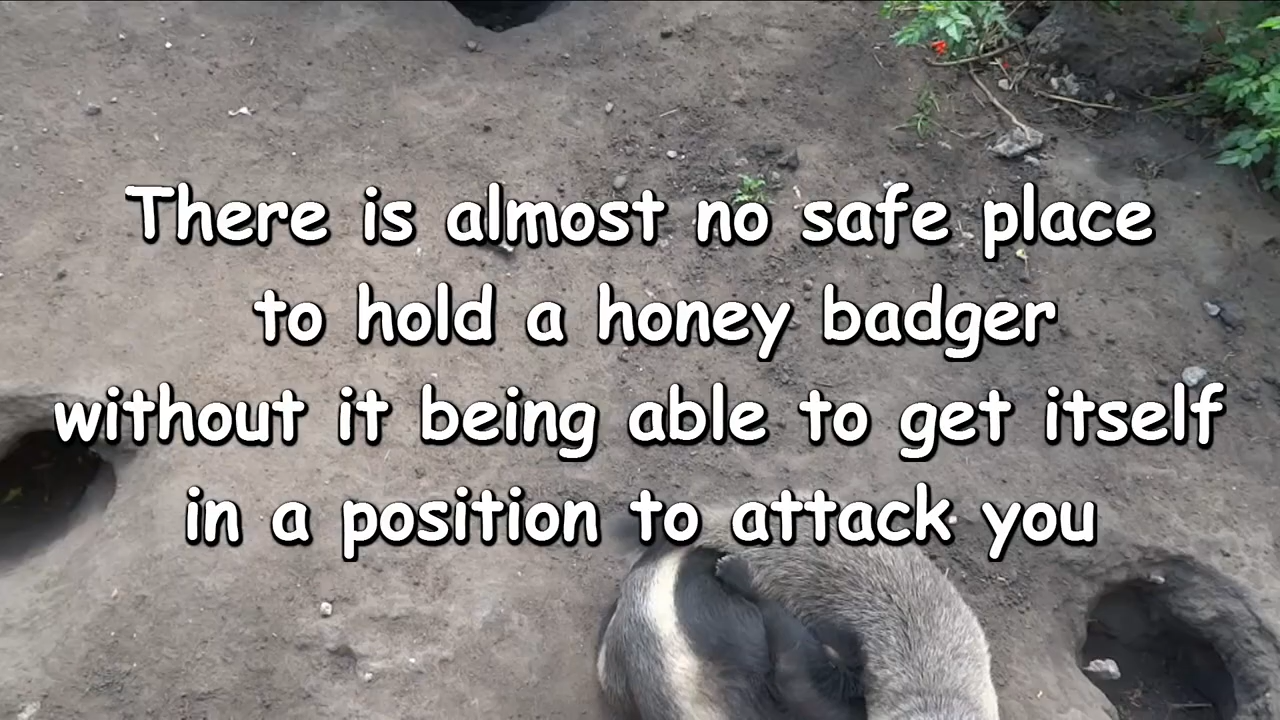 There is almost no safe place
to hold a honey badger
without it being able to get itself
in a position to attack you